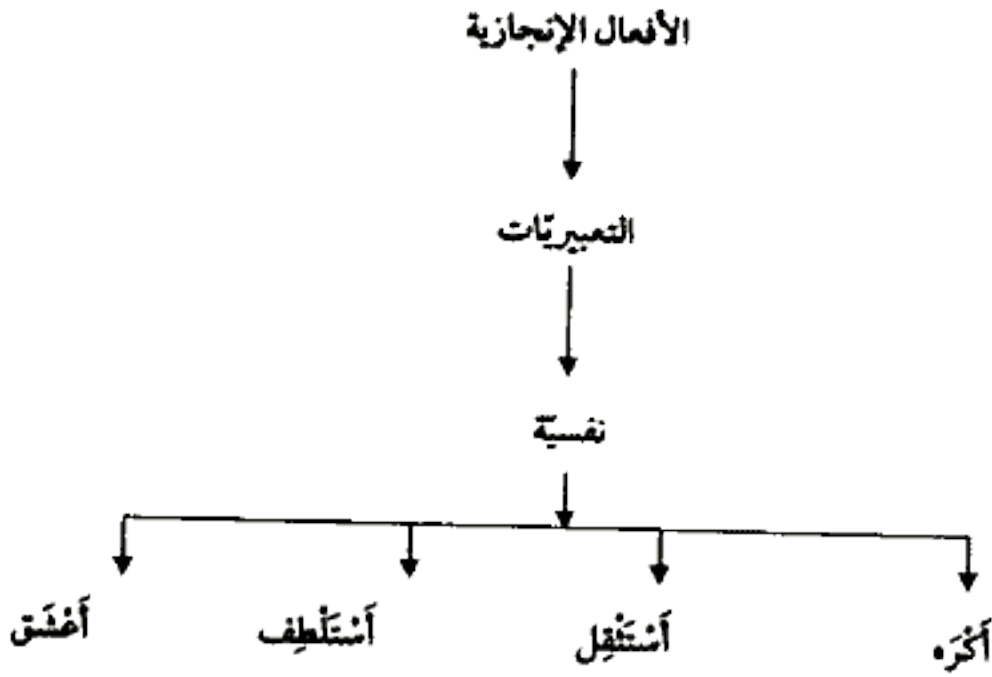 الأفعال الإنجازية
التعبيريّات
نفسيّة
أَكْرَه أَسْتَثْقِل أَسْتَلْطِف أَعْشَق